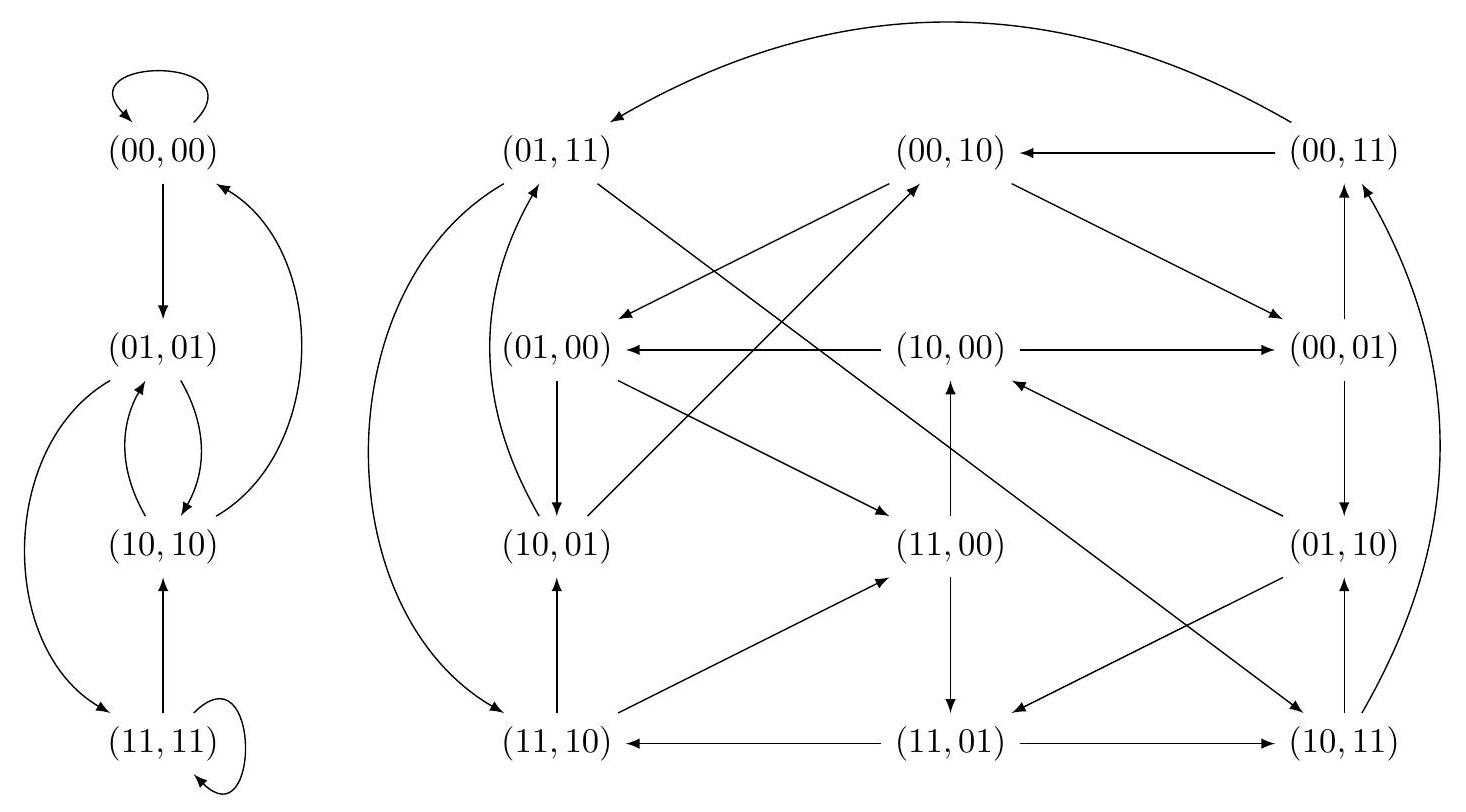 (00, 00) (01, 11) (00, 10) (00, 11)
(01, 01) (01, 00) (10, 00) (00, 01)
(10, 10) (10, 01) (11, 00) (01, 10)
(11, 11) (11, 10) (11, 01) (10, 11)